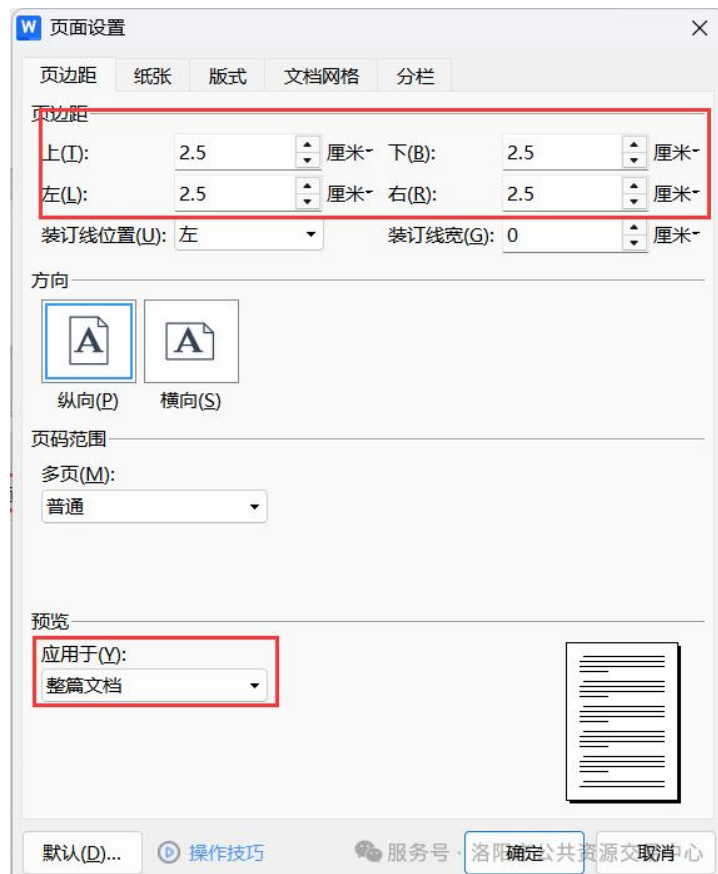 W 页面设置
页边距 纸张 版式 文档网格 分栏
页边距
上(T): 2.5 厘米 下(B): 2.5 厘米
左(L): 2.5 厘米 右(R): 2.5 厘米
装订线位置(U): 左 装订线宽(G): 0 厘米
方向
A A
纵向(P) 横向(S)
页码范围
多页(M):
普通
预览
应用于(Y):
整篇文档
默认(D)... 操作技巧 确定 取消
服务号 · 洛阳市公共资源交易中心